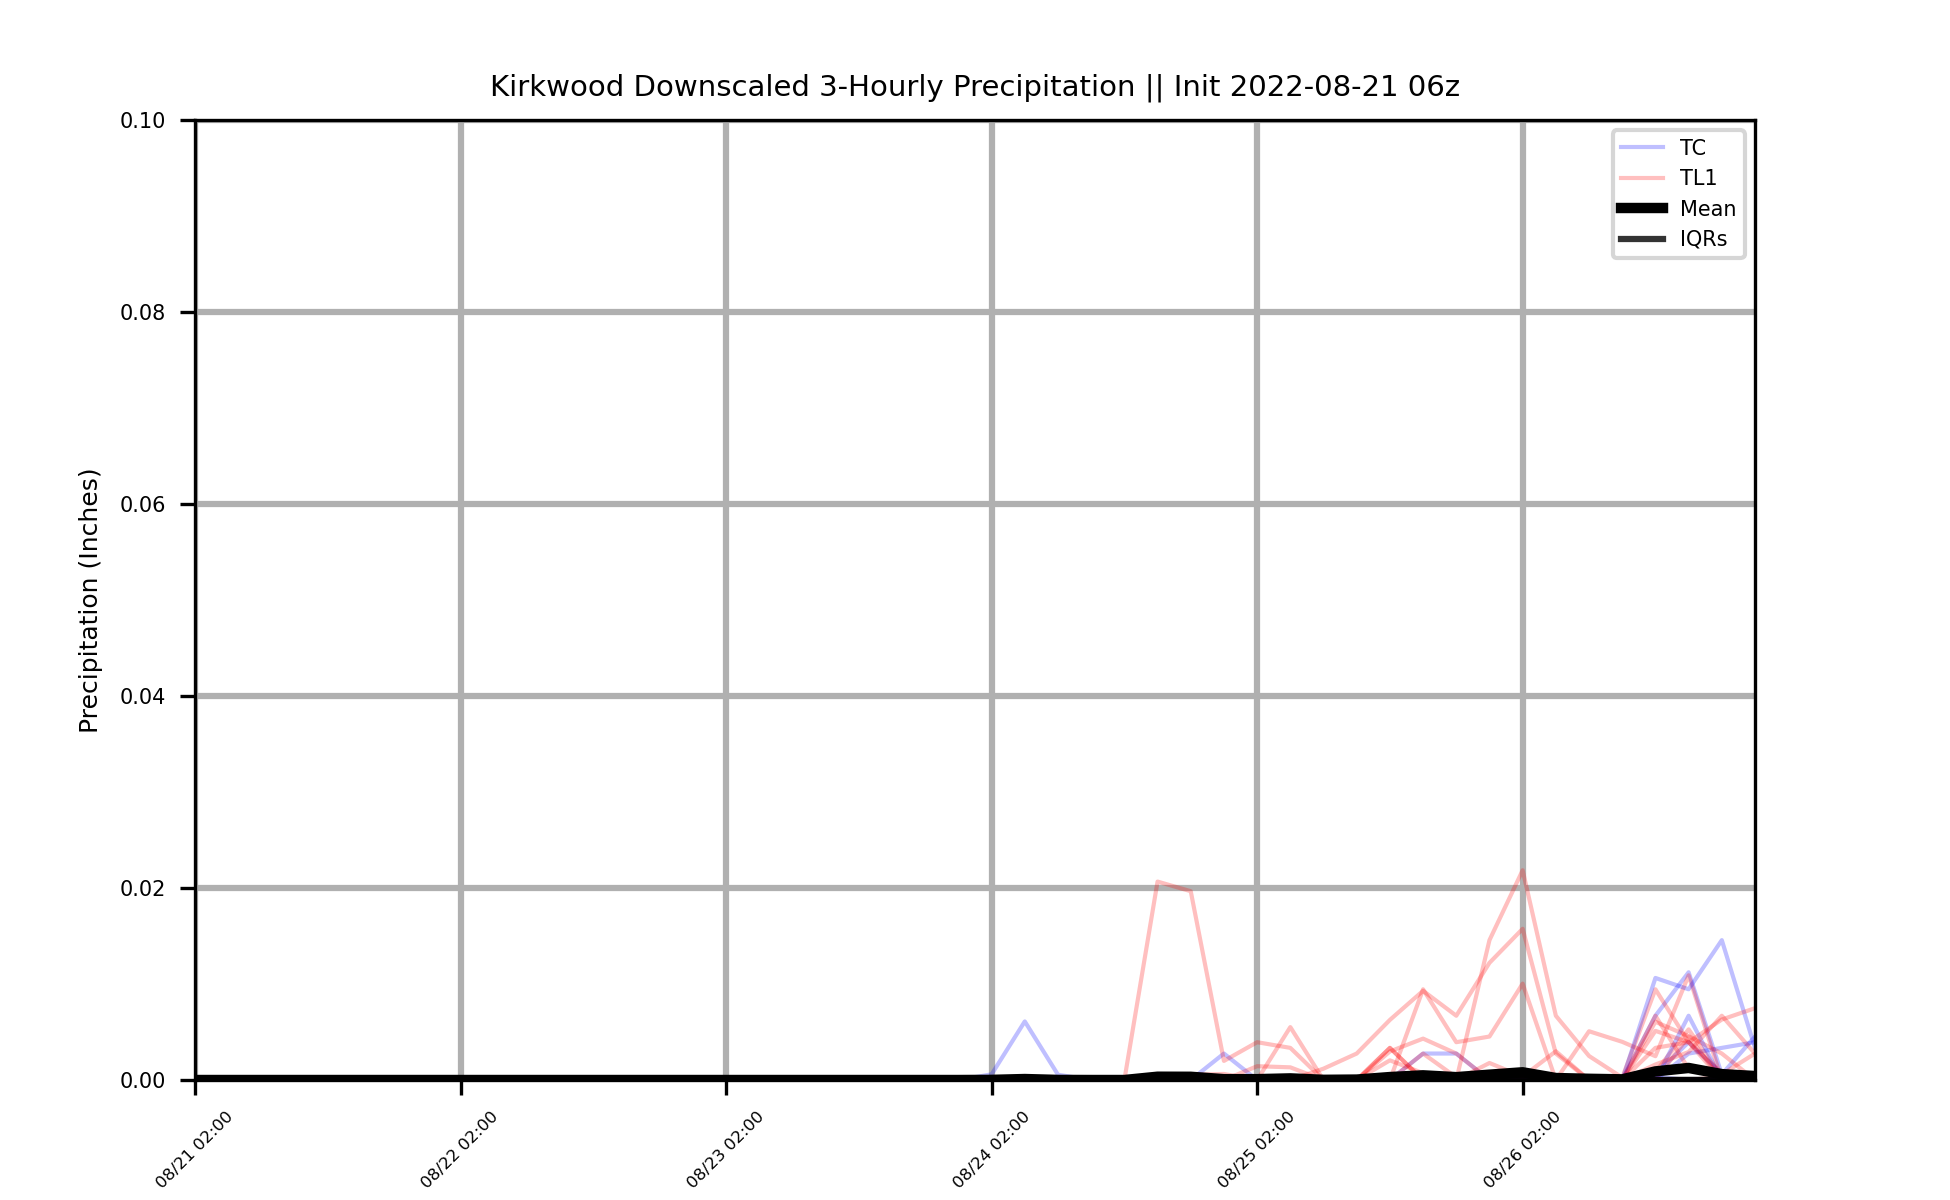 Kirkwood Downscaled 3-Hourly Precipitation || Init 2022-08-21 06z
Precipitation (Inches)
0.10
0.08
0.06
0.04
0.02
0.00
TC
TL1
Mean
IQRs
08/21 02:00
08/22 02:00
08/23 02:00
08/24 02:00
08/25 02:00
08/26 02:00